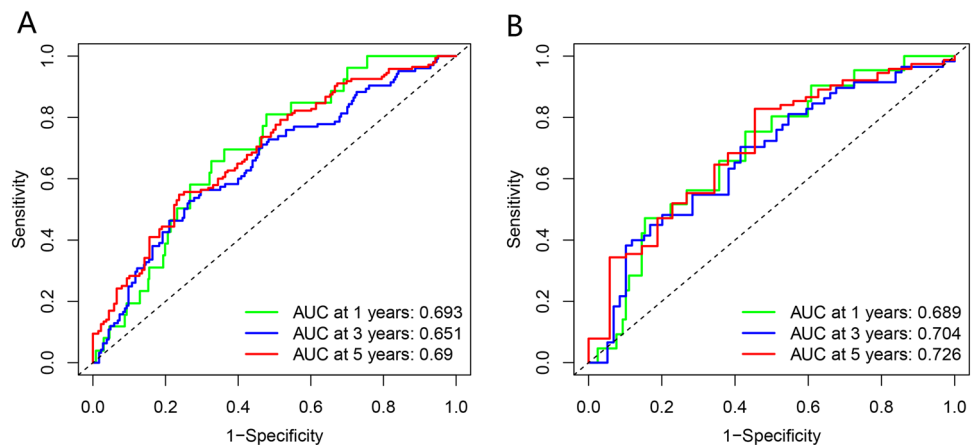 A
Sensitivity
0.0 0.2 0.4 0.6 0.8 1.0
AUC at 1 years: 0.693
AUC at 3 years: 0.651
AUC at 5 years: 0.69
0.0 0.2 0.4 0.6 0.8 1.0
1-Specificity
B
Sensitivity
0.0 0.2 0.4 0.6 0.8 1.0
AUC at 1 years: 0.689
AUC at 3 years: 0.704
AUC at 5 years: 0.726
0.0 0.2 0.4 0.6 0.8 1.0
1-Specificity